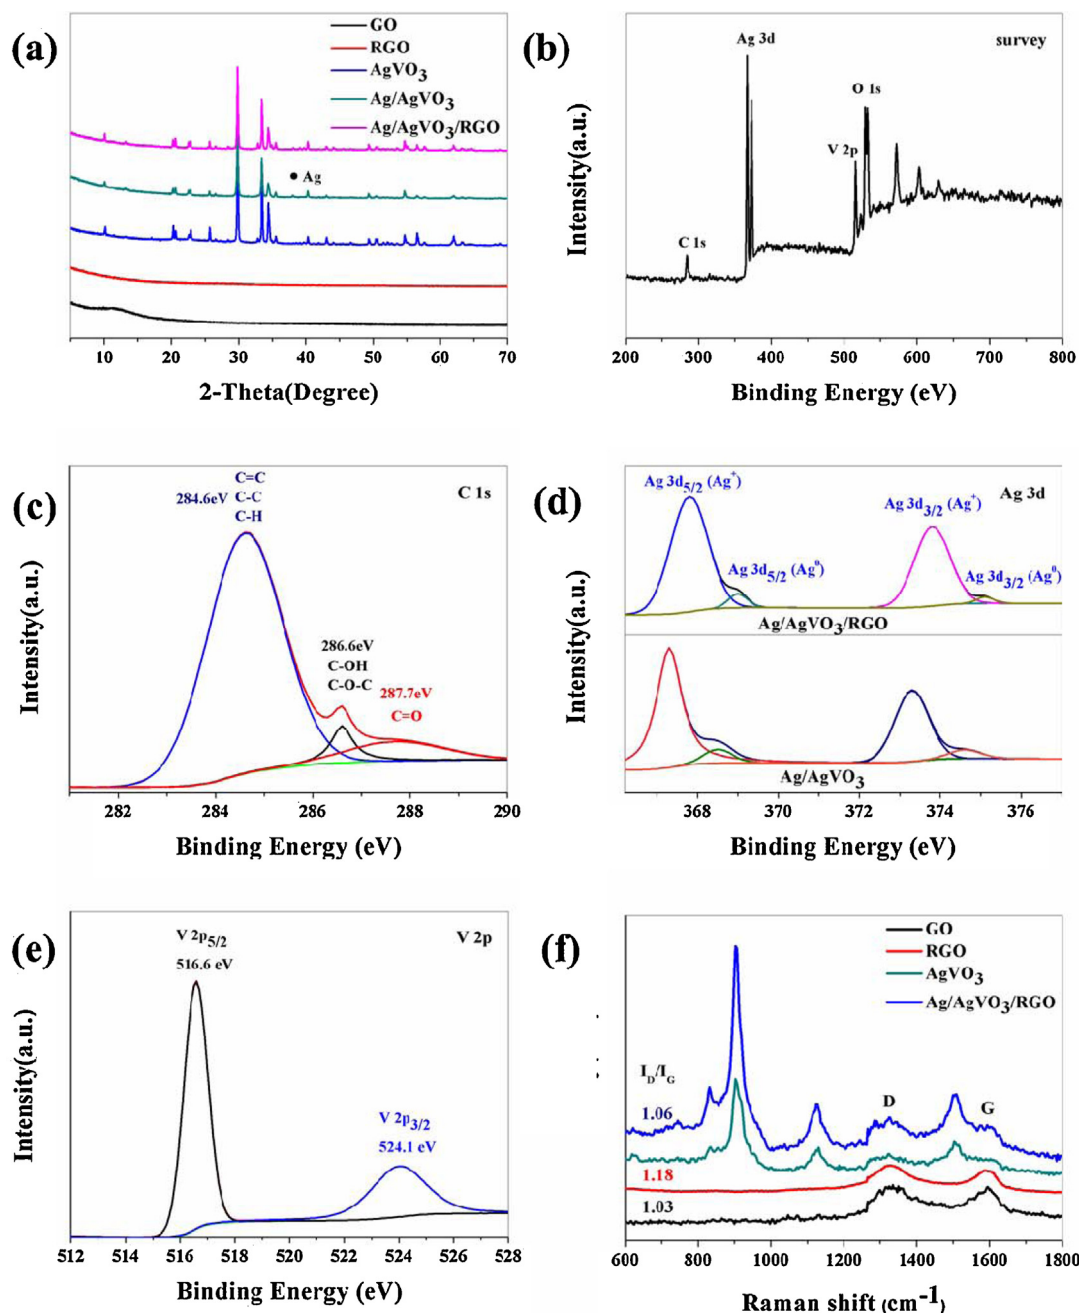 (a)
GO
RGO
AgVO3
Ag/AgVO3
Ag/AgVO3/RGO
● Ag
10 20 30 40 50 60 70
2-Theta(Degree)
(b)
survey
Ag 3d
O 1s
V 2p
C 1s
Intensity(a.u.)
200 300 400 500 600 700 800
Binding Energy (eV)
(c)
C 1s
284.6eV
C=C
C-C
C-H
286.6eV
C-OH
C-O-C
287.7eV
C=O
Intensity(a.u.)
282 284 286 288 290
Binding Energy (eV)
(d)
Ag 3d
Ag 3d5/2 (Ag+)
Ag 3d5/2 (Ag0)
Ag 3d3/2 (Ag+)
Ag 3d3/2 (Ag0)
Ag/AgVO3/RGO
Ag/AgVO3
Intensity(a.u.)
368 370 372 374 376
Binding Energy (eV)
(e)
V 2p
V 2p5/2
516.6 eV
V 2p3/2
524.1 eV
Intensity(a.u.)
512 514 516 518 520 522 524 526 528
Binding Energy (eV)
(f)
GO
RGO
AgVO3
Ag/AgVO3/RGO
ID/IG
1.06
1.18
1.03
D
G
600 800 1000 1200 1400 1600 1800
Raman shift (cm-1)